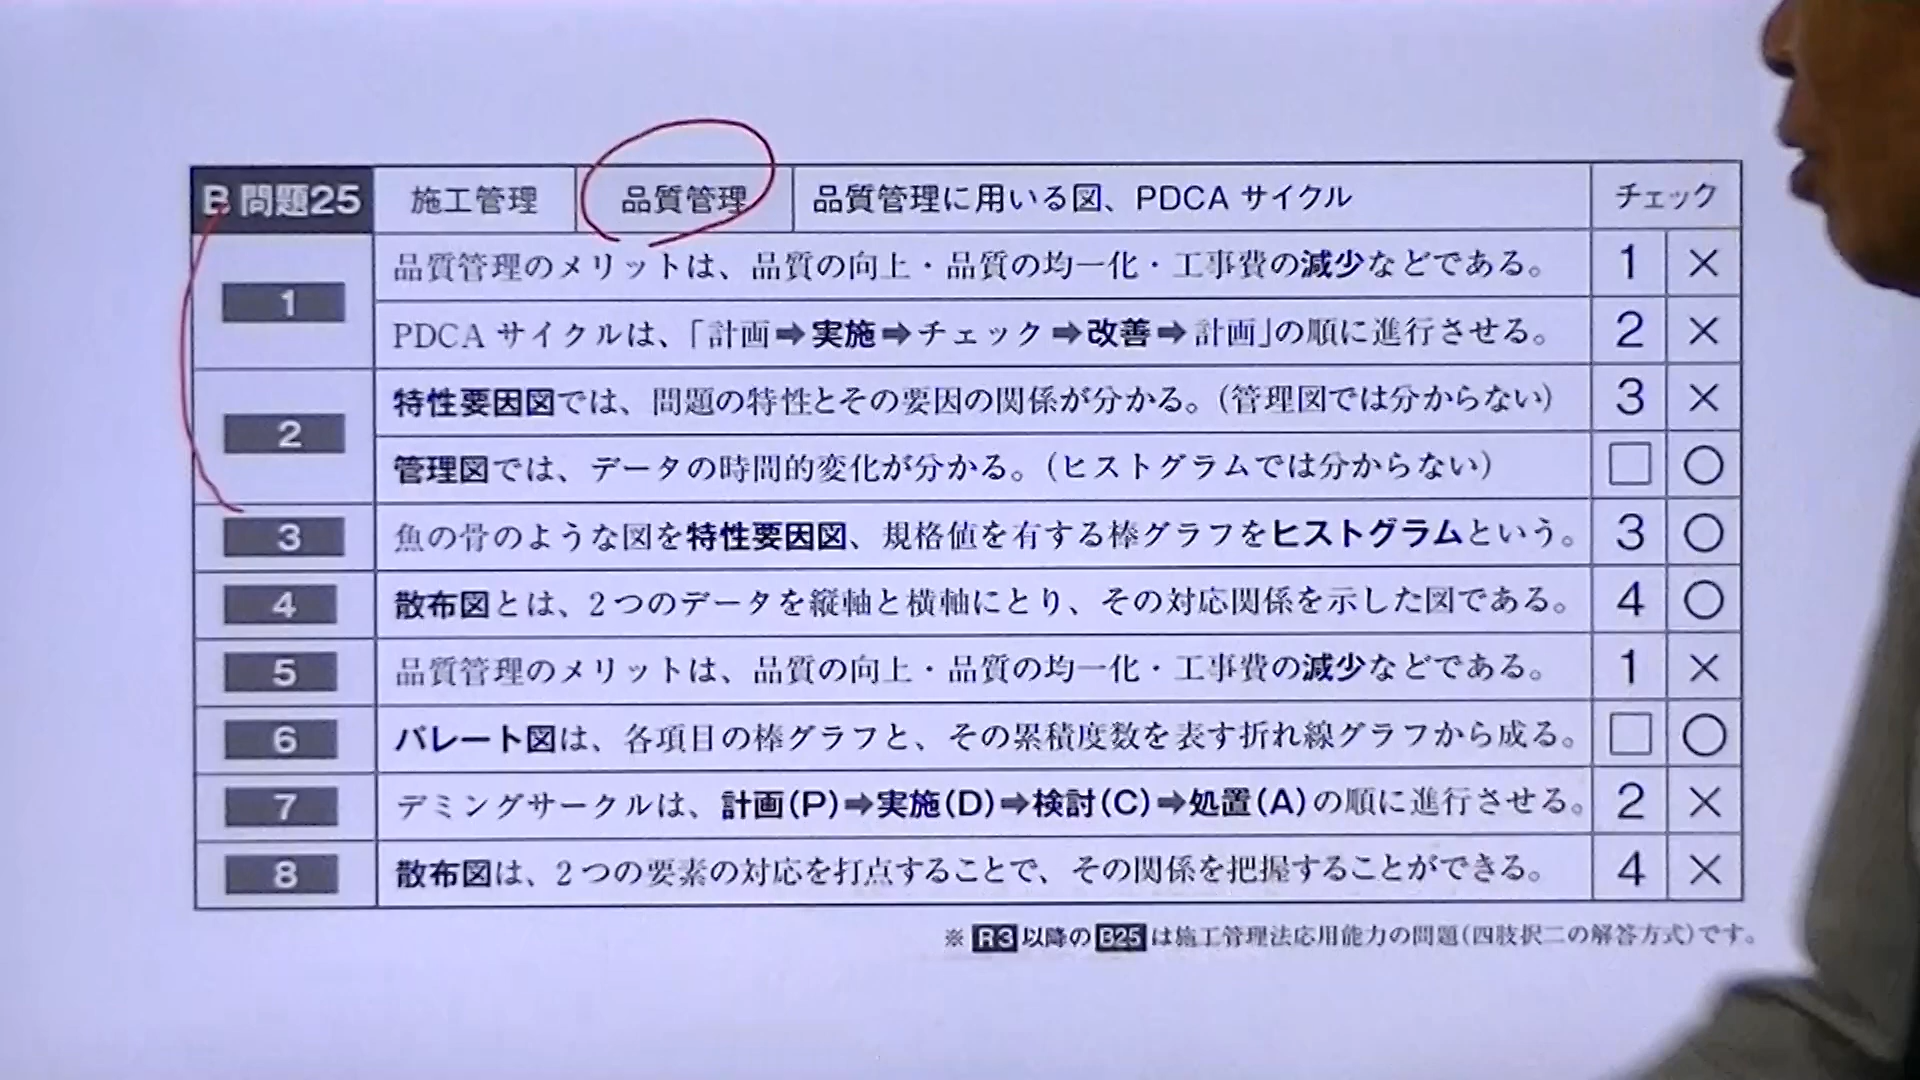 B 問題25 施工管理 品質管理 品質管理に用いる図、PDCA サイクル チェック
1 品質管理のメリットは、品質の向上・品質の均一化・工事費の減少などである。 1 ×
PDCA サイクルは、「計画➡実施➡チェック➡改善➡計画」の順に進行させる。 2 ×
2 特性要因図では、問題の特性とその要因の関係が分かる。(管理図では分からない) 3 ×
管理図では、データの時間的変化が分かる。(ヒストグラムでは分からない) □ ○
3 魚の骨のような図を特性要因図、規格値を有する棒グラフをヒストグラムという。 3 ○
4 散布図とは、2つのデータを縦軸と横軸にとり、その対応関係を示した図である。 4 ○
5 品質管理のメリットは、品質の向上・品質の均一化・工事費の減少などである。 1 ×
6 パレート図は、各項目の棒グラフと、その累積度数を表す折れ線グラフから成る。 □ ○
7 デミングサークルは、計画(P)➡実施(D)➡検討(C)➡処置(A)の順に進行させる。 2 ×
8 散布図は、2つの要素の対応を打点することで、その関係を把握することができる。 4 ×
※ R3 以降の B25 は施工管理法応用能力の問題(四肢択二の解答方式)です。